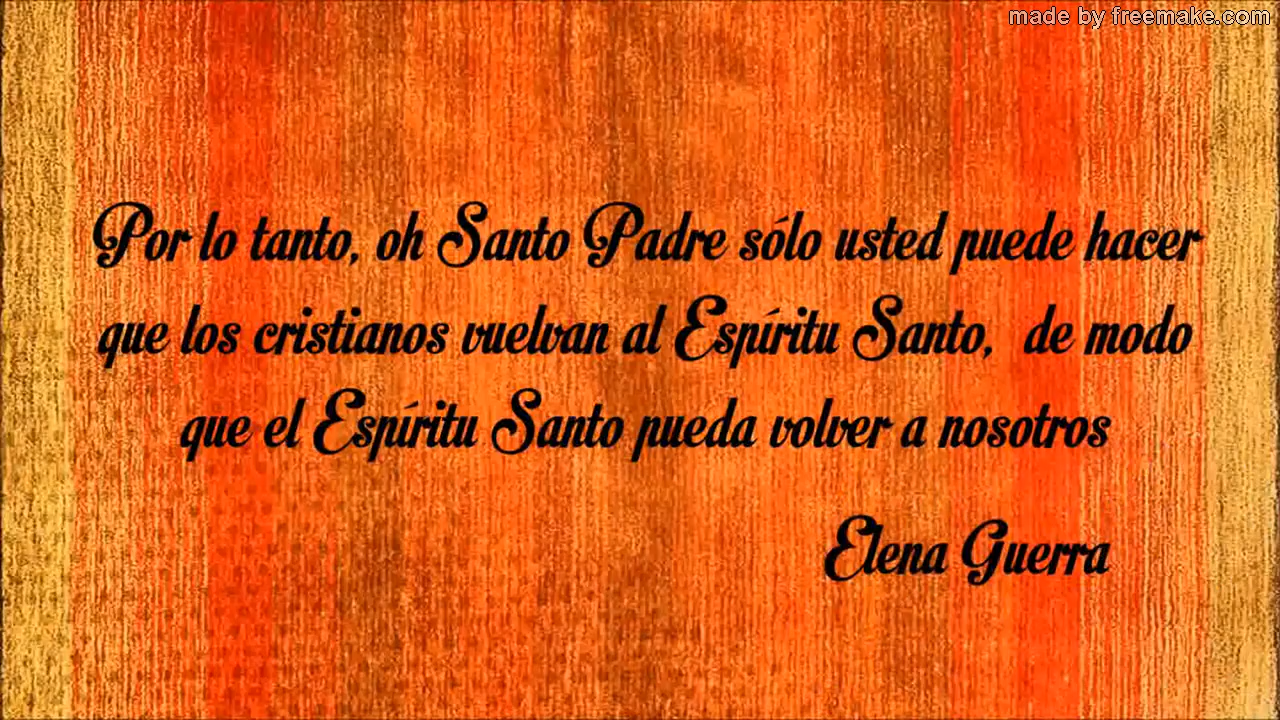 made by freemake.com
Por lo tanto, oh Santo Padre sólo usted puede hacer
que los cristianos vuelvan al Espíritu Santo, de modo
que el Espíritu Santo pueda volver a nosotros
Elena Guerra